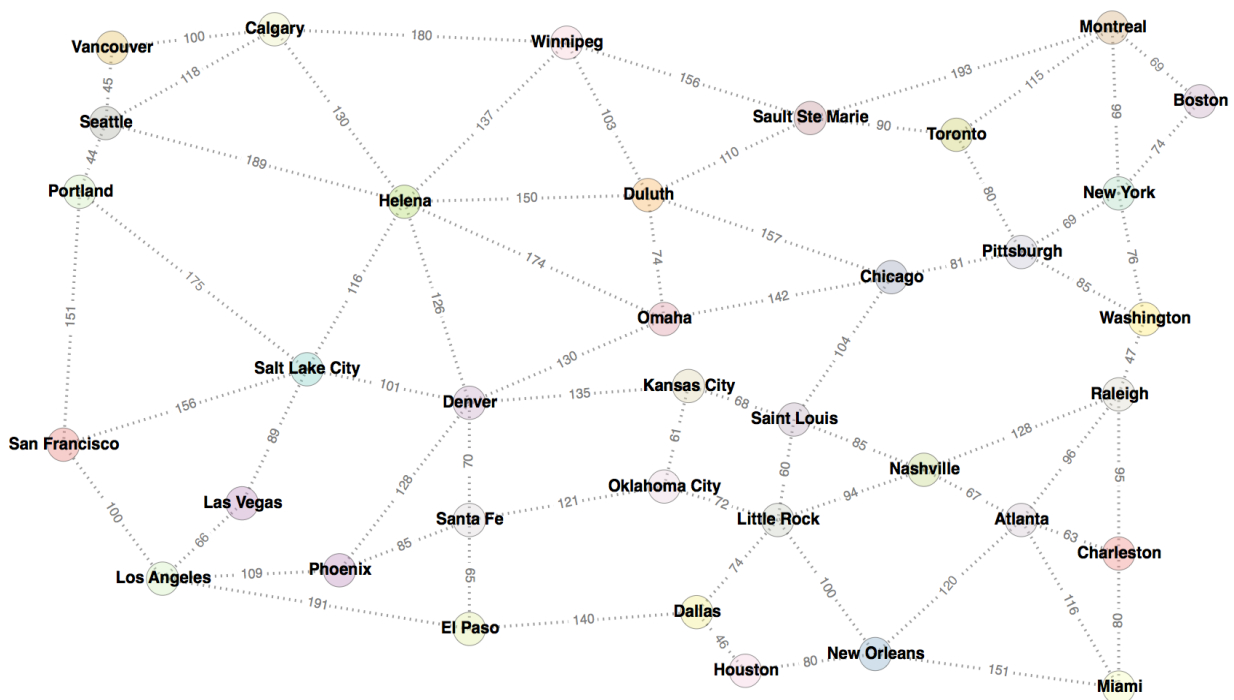 Montreal
Calgary
Vancouver
Winnipeg
100
180
69
193
156
115
118
45
Boston
99
Sault Ste Marie
Seattle
130
137
103
90
Toronto
74
44
110
189
80
Portland
Helena
150
Duluth
New York
69
157
Pittsburgh
76
174
74
81
Chicago
85
175
116
126
142
Omaha
Washington
151
130
104
47
Salt Lake City
101
Kansas City
135
68
Raleigh
Denver
156
Saint Louis
128
San Francisco
89
61
85
96
70
60
Nashville
128
Oklahoma City
95
Las Vegas
121
72
94
67
100
Santa Fe
Little Rock
Atlanta
66
85
63
Charleston
109
Phoenix
74
Los Angeles
65
100
120
191
116
Dallas
80
El Paso
140
46
New Orleans
80
Houston
151
Miami